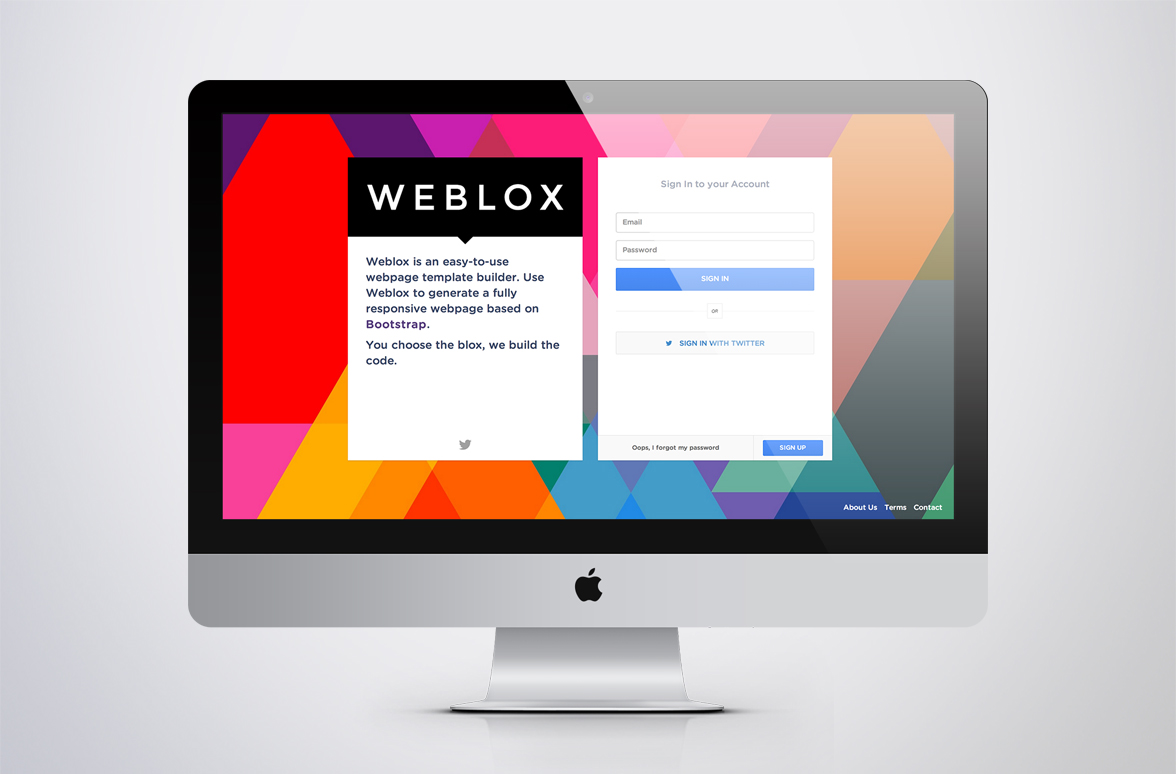 WEBLOX
Weblox is an easy-to-use
webpage template builder. Use
Weblox to generate a fully
responsive webpage based on
Bootstrap.
You choose the blox, we build the
code.
Sign In to your Account
Email
Password
SIGN IN
OR
SIGN IN WITH TWITTER
Oops, I forgot my password
SIGN UP
About Us Terms Contact